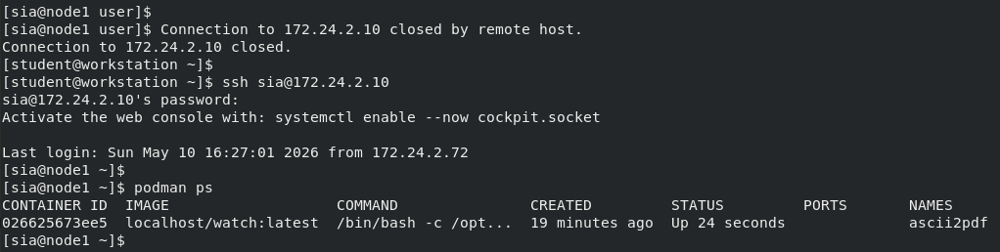 [sia@node1 user]$
[sia@node1 user]$ Connection to 172.24.2.10 closed by remote host.
Connection to 172.24.2.10 closed.
[student@workstation ~]$
[student@workstation ~]$ ssh sia@172.24.2.10
sia@172.24.2.10's password:
Activate the web console with: systemctl enable --now cockpit.socket

Last login: Sun May 10 16:27:01 2026 from 172.24.2.72
[sia@node1 ~]$
[sia@node1 ~]$ podman ps
CONTAINER ID  IMAGE                   COMMAND               CREATED         STATUS         PORTS       NAMES
026625673ee5  localhost/watch:latest  /bin/bash -c /opt...  19 minutes ago  Up 24 seconds              ascii2pdf
[sia@node1 ~]$